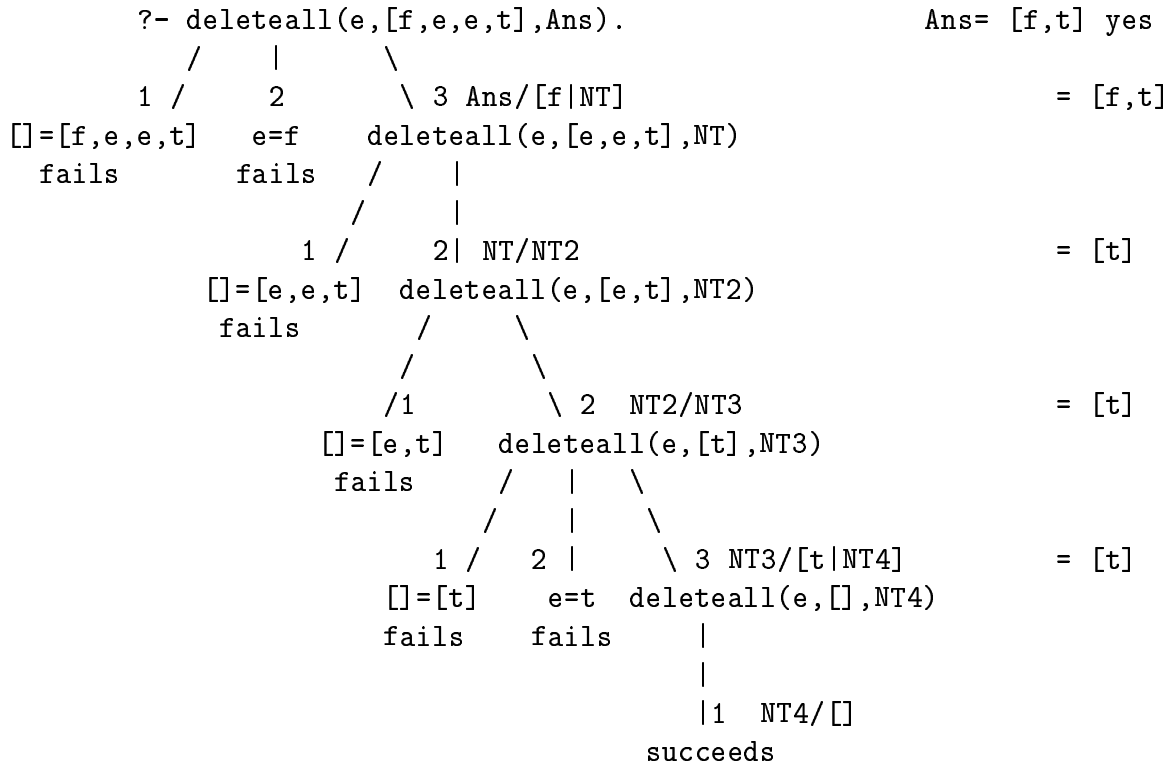 ?- deleteall(e,[f,e,e,t],Ans). Ans= [f,t] yes
/ | \
1 / 2 \ 3 Ans/[f|NT] = [f,t]
[]=[f,e,e,t] e=f deleteall(e,[e,e,t],NT)
fails fails / |
/ |
1 / 2| NT/NT2 = [t]
[]=[e,e,t] deleteall(e,[e,t],NT2)
fails / \
/ \
/1 \ 2 NT2/NT3 = [t]
[]=[e,t] deleteall(e,[t],NT3)
fails / | \
/ | \
1 / 2 | \ 3 NT3/[t|NT4] = [t]
[]=[t] e=t deleteall(e,[],NT4)
fails fails |
|
|1 NT4/[]
succeeds